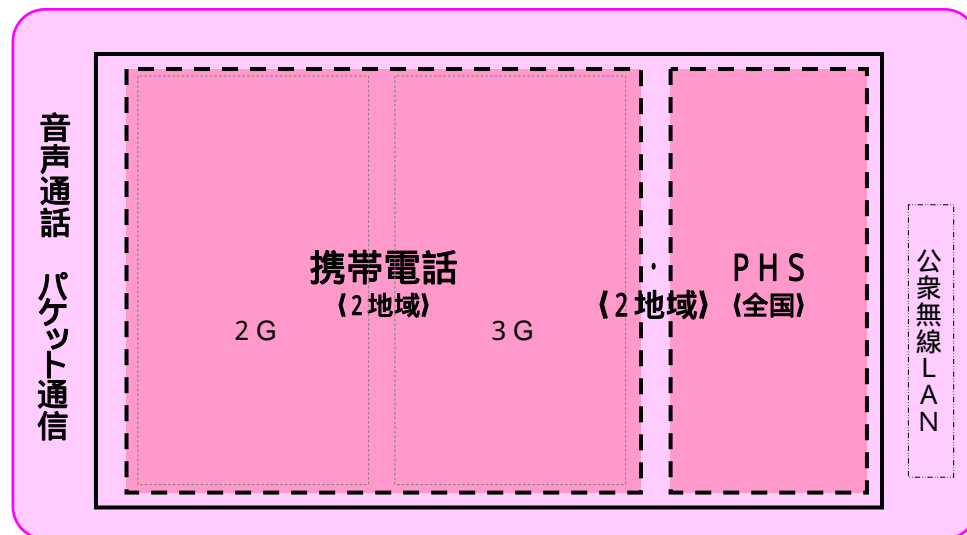 音声通話　パケット通信
携帯電話
（２地域）
２Ｇ
３Ｇ
・
（２地域）
ＰＨＳ
（全国）
公衆無線ＬＡＮ